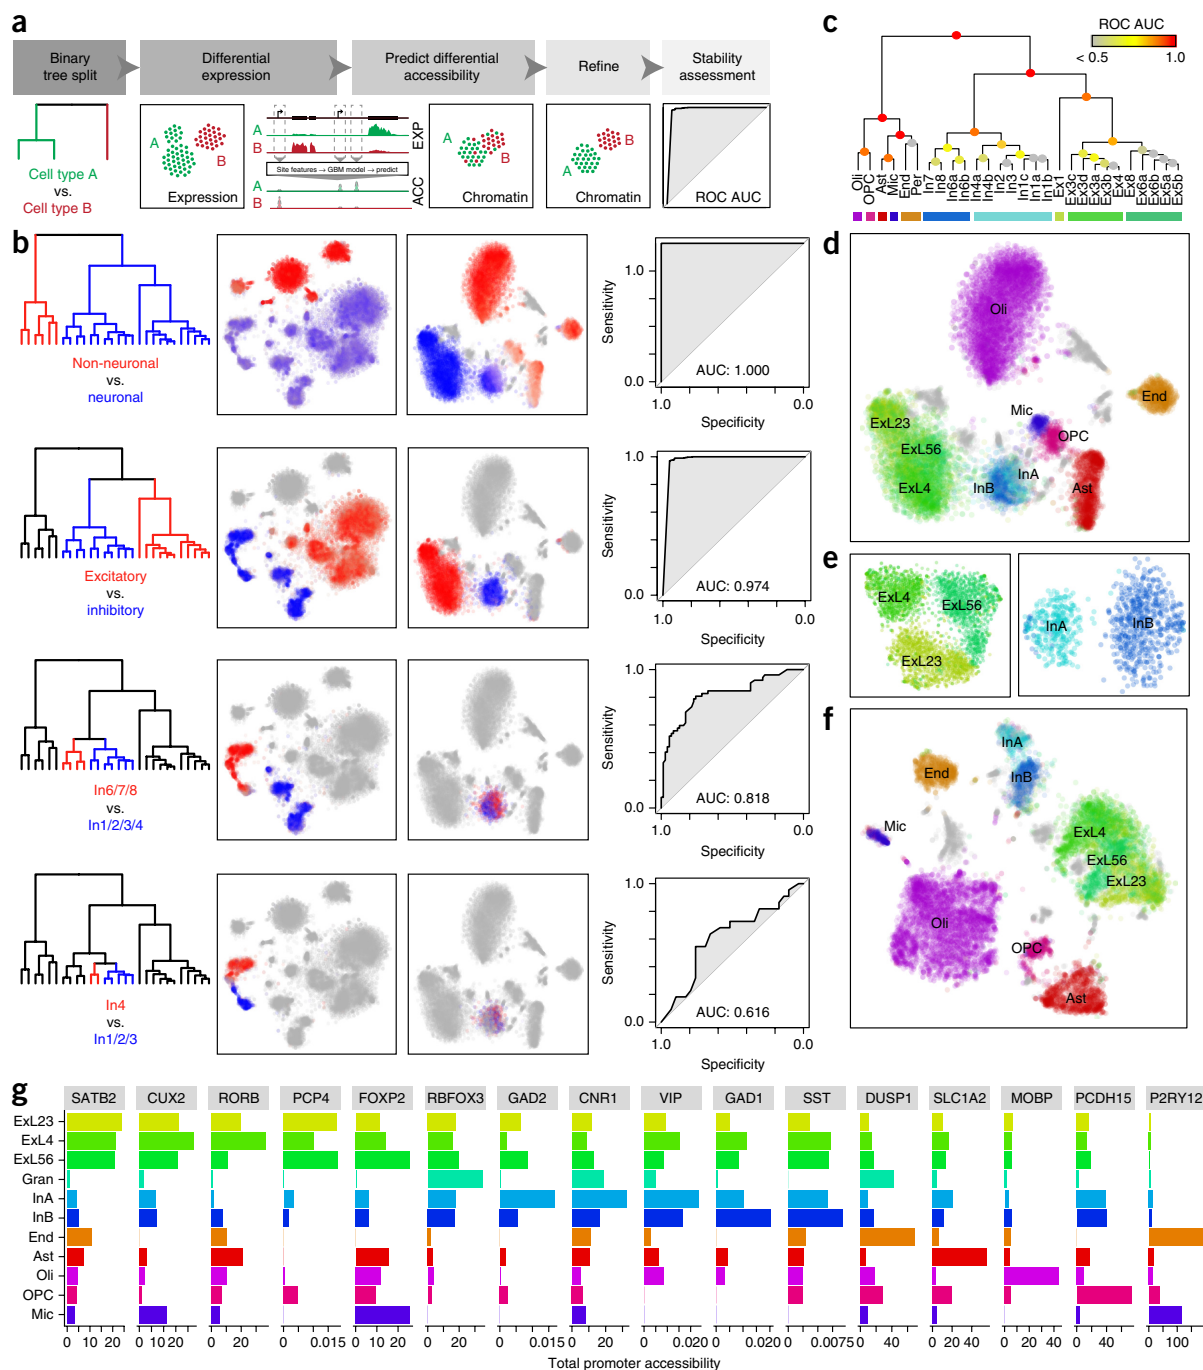 a
Binary
tree split
Differential
expression
Predict differential
accessibility
Refine
Stability
assessment
Cell type A
vs.
Cell type B
A
B
Expression
A
B
EXP
Site features → GBM model → predict
A
B
ACC
A
B
Chromatin
A
B
Chromatin
ROC AUC
b
Non-neuronal
vs.
neuronal
Sensitivity
1.0
0.0
AUC: 1.000
1.0
0.0
Specificity
Excitatory
vs.
inhibitory
Sensitivity
1.0
0.0
AUC: 0.974
1.0
0.0
Specificity
In6/7/8
vs.
In1/2/3/4
Sensitivity
1.0
0.0
AUC: 0.818
1.0
0.0
Specificity
In4
vs.
In1/2/3
Sensitivity
1.0
0.0
AUC: 0.616
1.0
0.0
Specificity
c
ROC AUC
< 0.5
1.0
Oli
OPC
Ast
Mic
End
Per
In7
In8
In6a
In6b
In4a
In4b
In2
In3
In1c
In1a
In1b
Ex1
Ex3c
Ex3d
Ex3a
Ex3b
Ex4
Ex8
Ex6a
Ex6b
Ex5a
Ex5b
d
Oli
End
Mic
OPC
ExL23
ExL56
ExL4
InA
InB
Ast
e
ExL4
ExL56
ExL23
InA
InB
f
InA
End
InB
Mic
ExL4
ExL56
ExL23
Oli
OPC
Ast
g
SATB2 CUX2 RORB PCP4 FOXP2 RBFOX3 GAD2 CNR1 VIP GAD1 SST DUSP1 SLC1A2 MOBP PCDH15 P2RY12
ExL23
ExL4
ExL56
Gran
InA
InB
End
Ast
Oli
OPC
Mic
0 10 20 0 10 20 0 20 0 0.015 0 10 20 0 20 0 0.015 0 20 0 0.020 0 0.020 0 0.0075 0 20 0 20 40 0 20 0 40 0 100
Total promoter accessibility